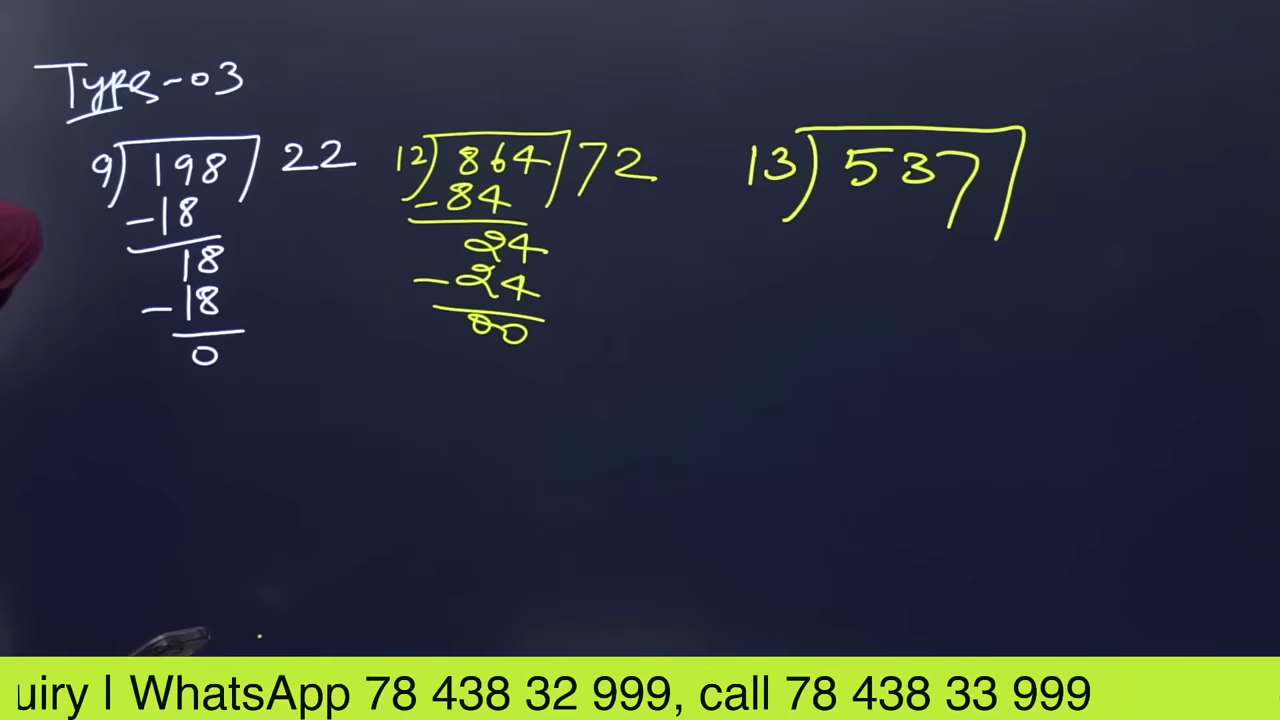 Type-03
9) 198 ) 22
-18
18
-18
0
12) 864 ) 72
-84
24
-24
00
13) 537 )
uiry | WhatsApp 78 438 32 999, call 78 438 33 999